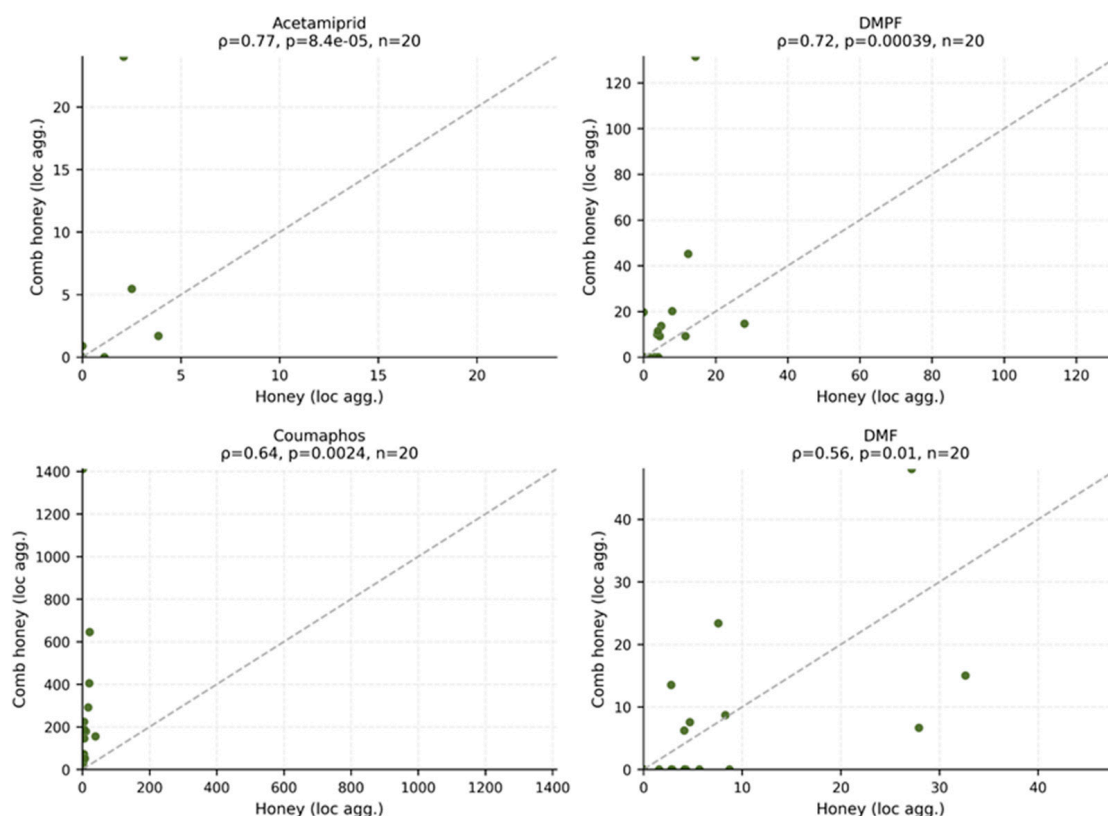 Acetamiprid
ρ=0.77, p=8.4e-05, n=20
Comb honey (loc agg.)
20
15
10
5
0
0 5 10 15 20
Honey (loc agg.)
DMPF
ρ=0.72, p=0.00039, n=20
Comb honey (loc agg.)
120
100
80
60
40
20
0
0 20 40 60 80 100 120
Honey (loc agg.)
Coumaphos
ρ=0.64, p=0.0024, n=20
Comb honey (loc agg.)
1400
1200
1000
800
600
400
200
0
0 200 400 600 800 1000 1200 1400
Honey (loc agg.)
DMF
ρ=0.56, p=0.01, n=20
Comb honey (loc agg.)
40
30
20
10
0
0 10 20 30 40
Honey (loc agg.)